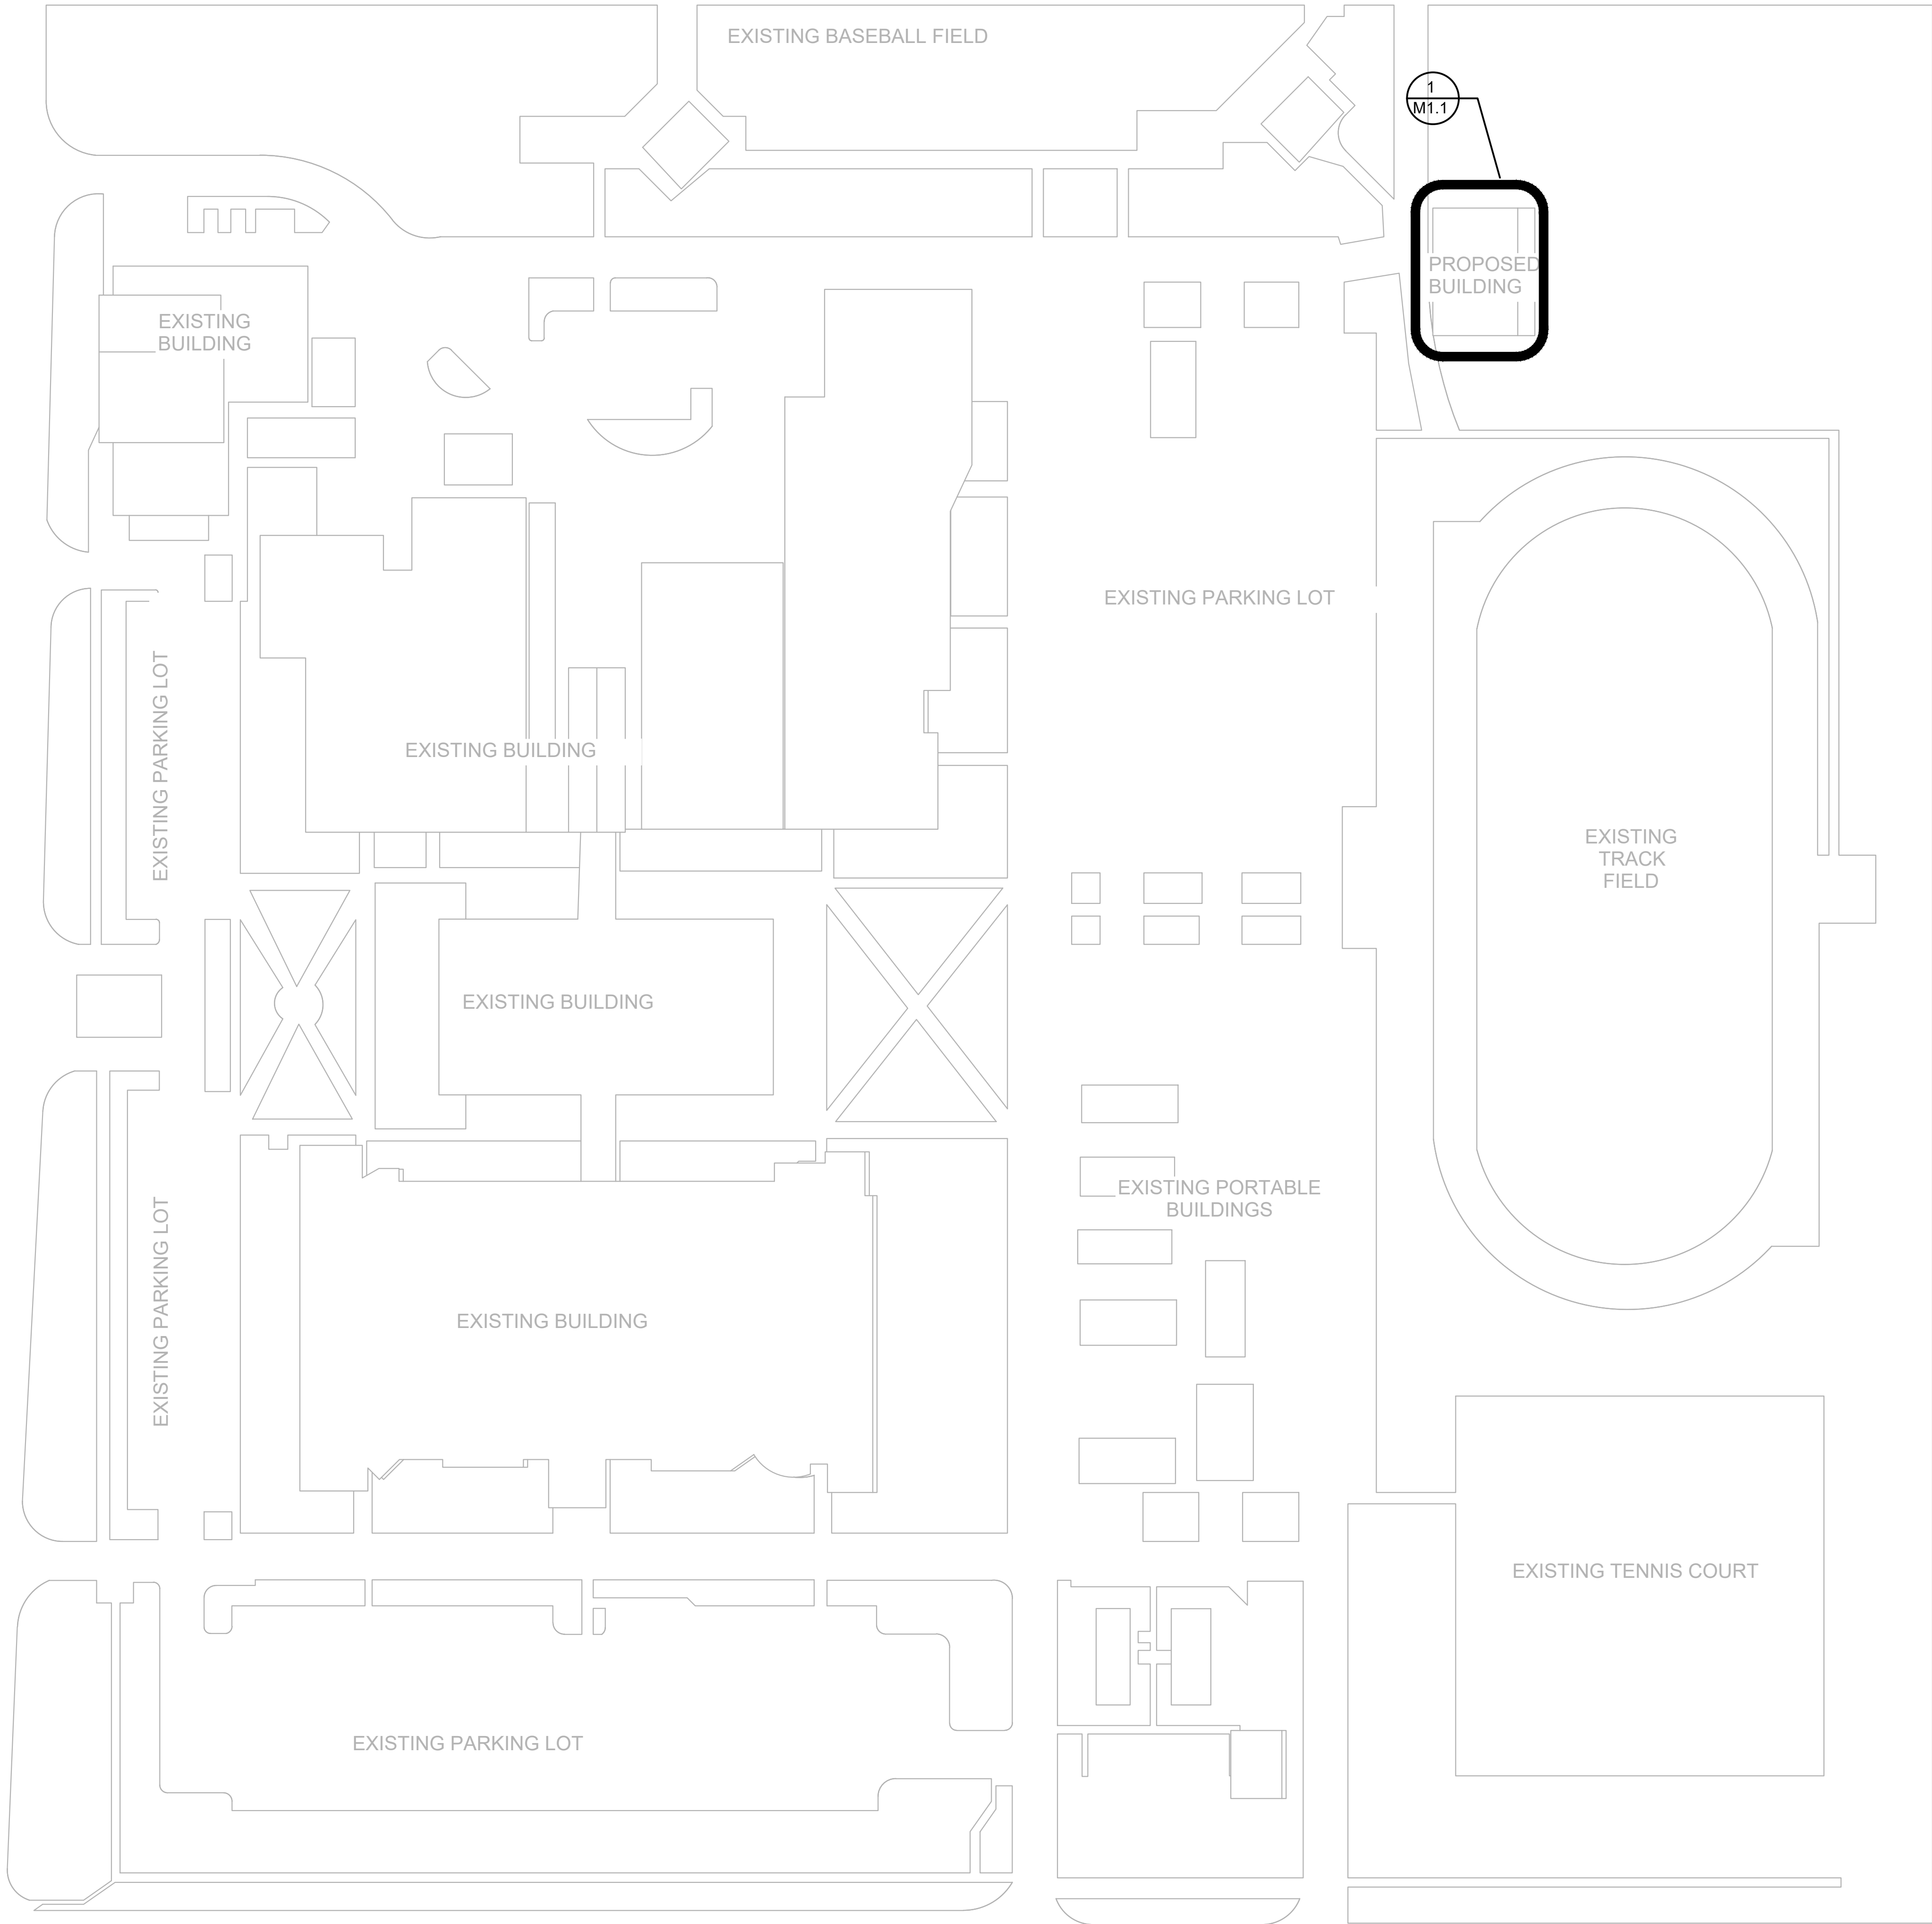 EXISTING BASEBALL FIELD
1
M1.1
PROPOSED
BUILDING
EXISTING
BUILDING
EXISTING PARKING LOT
EXISTING PARKING LOT
EXISTING BUILDING
EXISTING
TRACK
FIELD
EXISTING BUILDING
EXISTING PORTABLE
BUILDINGS
EXISTING PARKING LOT
EXISTING BUILDING
EXISTING TENNIS COURT
EXISTING PARKING LOT